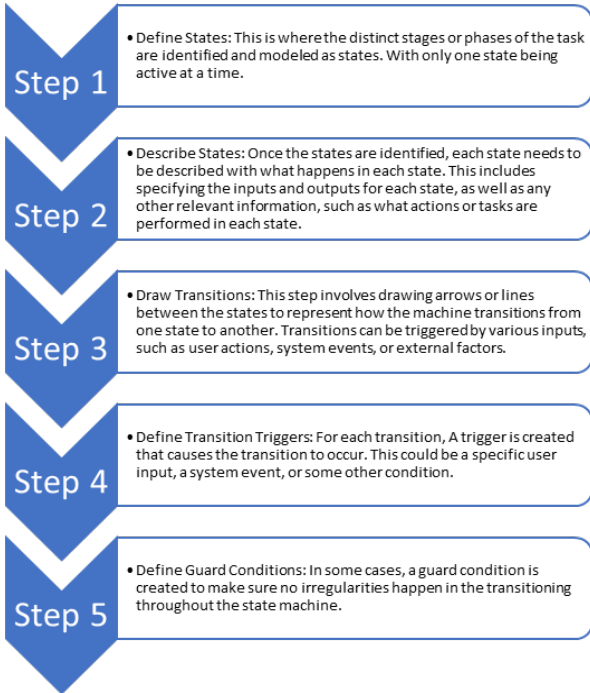 Step 1
• Define States: This is where the distinct stages or phases of the task
are identified and modeled as states. With only one state being
active at a time.
Step 2
• Describe States: Once the states are identified, each state needs to
be described with what happens in each state. This includes
specifying the inputs and outputs for each state, as well as any
other relevant information, such as what actions or tasks are
performed in each state.
Step 3
• Draw Transitions: This step involves drawing arrows or lines
between the states to represent how the machine transitions from
one state to another. Transitions can be triggered by various inputs,
such as user actions, system events, or external factors.
Step 4
• Define Transition Triggers: For each transition, A trigger is created
that causes the transition to occur. This could be a specific user
input, a system event, or some other condition.
Step 5
• Define Guard Conditions: In some cases, a guard condition is
created to make sure no irregularities happen in the transitioning
throughout the state machine.